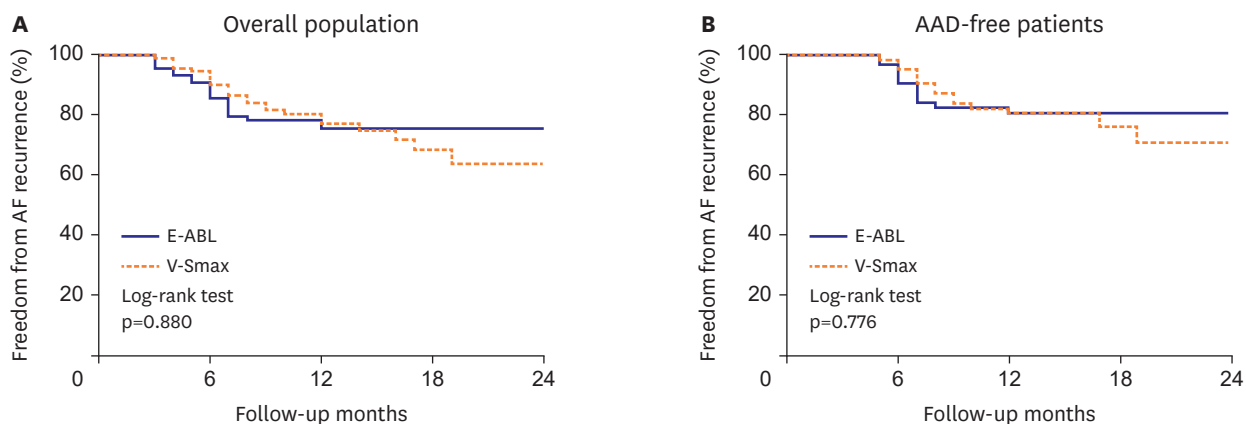 A
Overall population
Freedom from AF recurrence (%)
100
80
60
40
20
0
E-ABL
V-Smax
Log-rank test
p=0.880
6
12
18
24
Follow-up months
B
AAD-free patients
Freedom from AF recurrence (%)
100
80
60
40
20
0
E-ABL
V-Smax
Log-rank test
p=0.776
6
12
18
24
Follow-up months